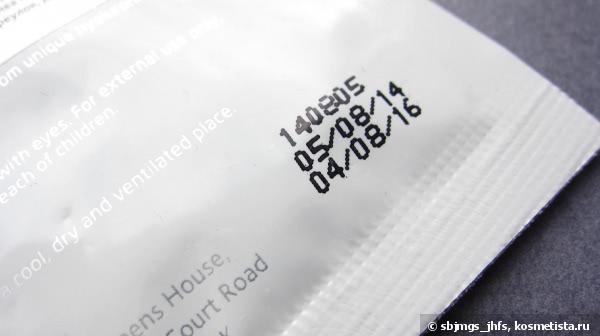 om unique hyaluron
use only.
For external
with eyes.
each of children.
a cool, dry and ventilated place.
140805
05/08/14
04/08/16
ens House,
Court Road
© sbjmgs_jhfs, kosmetista.ru